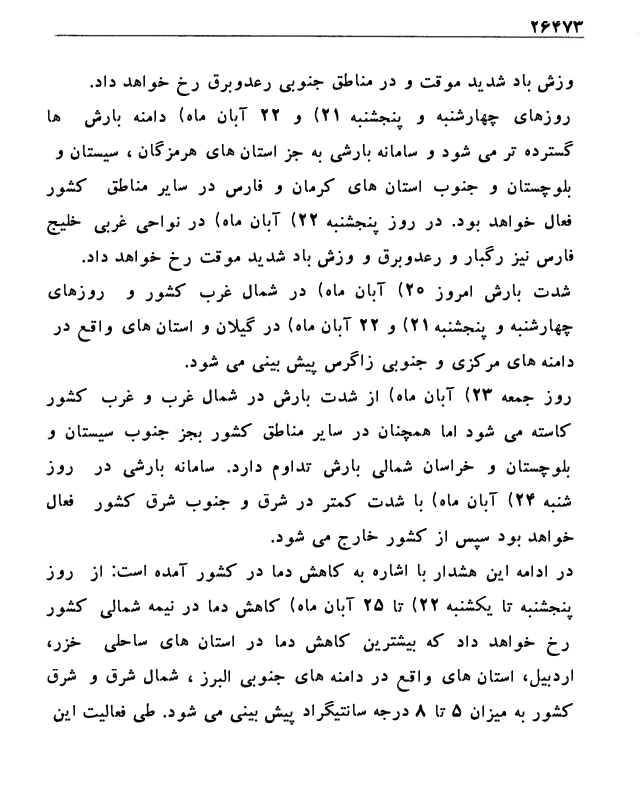 ۲۶۴۷۳
وزش باد شدید موقت و در مناطق جنوبی رعدوبرق رخ خواهد داد.
روزهای چهارشنبه و پنجشنبه ۲۱) و ۲۲ آبان ماه) دامنه بارش ها
گسترده تر می شود و سامانه بارشی به جز استان های هرمزگان ، سیستان و
بلوچستان و جنوب استان های کرمان و فارس در سایر مناطق کشور
فعال خواهد بود. در روز پنجشنبه ۲۲) آبان ماه) در نواحی غربی خلیج
فارس نیز رگبار و رعدوبرق و وزش باد شدید موقت رخ خواهد داد.
شدت بارش امروز ۲۰) آبان ماه) در شمال غرب کشور و روزهای
چهارشنبه و پنجشنبه ۲۱) و ۲۲ آبان ماه) در گیلان و استان های واقع در
دامنه های مرکزی و جنوبی زاگرس پیش بینی می شود.
روز جمعه ۲۳) آبان ماه) از شدت بارش در شمال غرب و غرب کشور
کاسته می شود اما همچنان در سایر مناطق کشور بجز جنوب سیستان و
بلوچستان و خراسان شمالی بارش تداوم دارد. سامانه بارشی در روز
شنبه ۲۴) آبان ماه) با شدت کمتر در شرق و جنوب شرق کشور فعال
خواهد بود سپس از کشور خارج می شود.
در ادامه این هشدار با اشاره به کاهش دما در کشور آمده است: از روز
پنجشنبه تا یکشنبه ۲۲) تا ۲۵ آبان ماه) کاهش دما در نیمه شمالی کشور
رخ خواهد داد که بیشترین کاهش دما در استان های ساحلی خزر،
اردبیل، استان های واقع در دامنه های جنوبی البرز ، شمال شرق و شرق
کشور به میزان ۵ تا ۸ درجه سانتیگراد پیش بینی می شود. طی فعالیت این